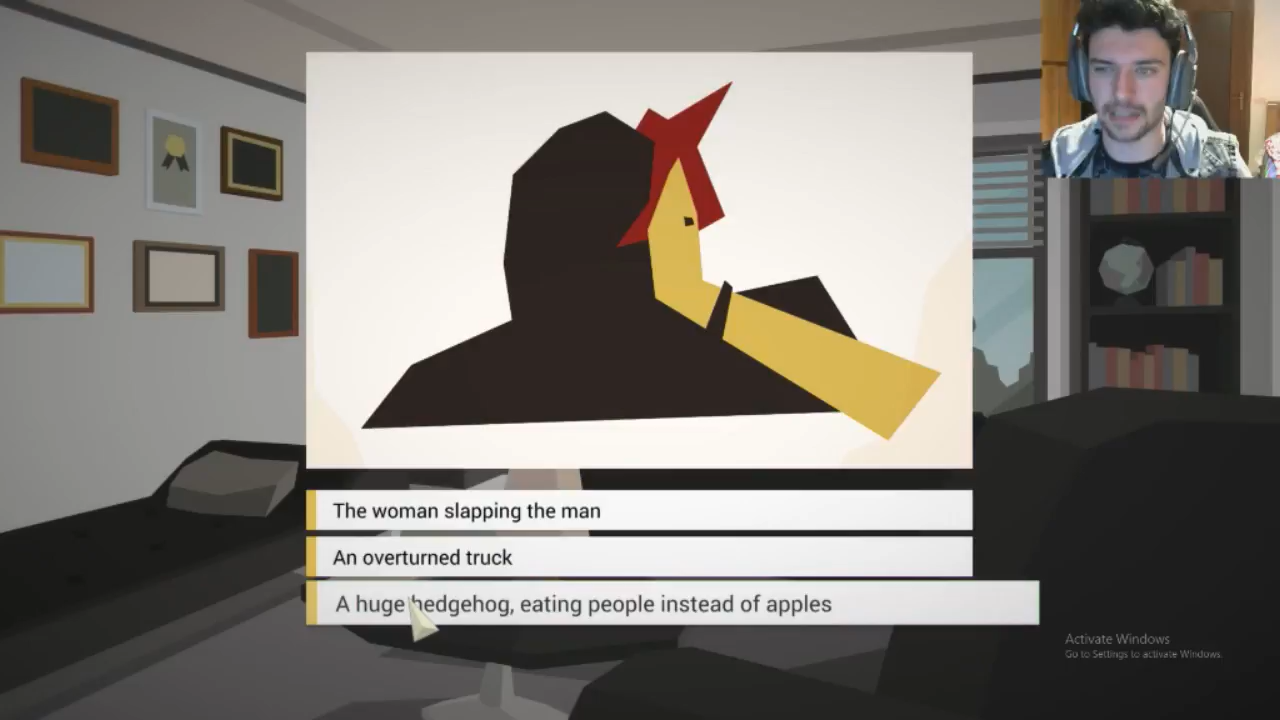 The woman slapping the man
An overturned truck
A huge hedgehog, eating people instead of apples
Activate Windows
Go to Settings to activate Windows.